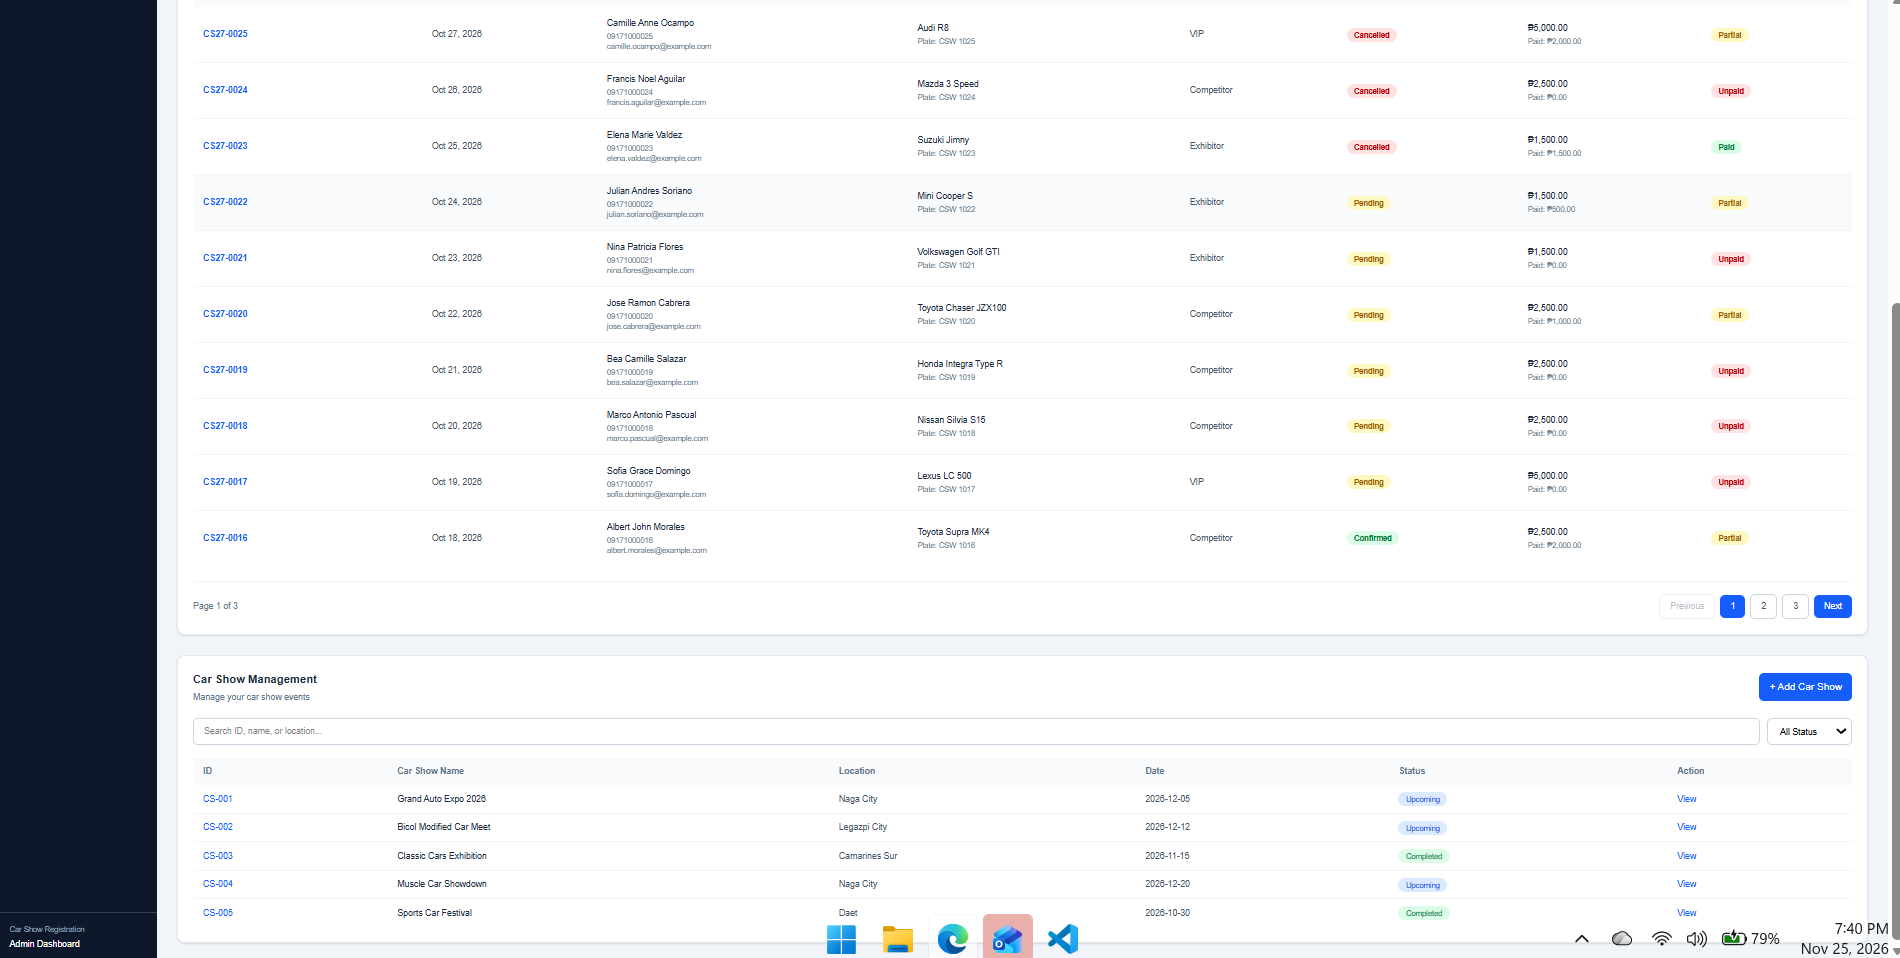 CS27-0025 Oct 27, 2026 Camille Anne Ocampo 09171000025 camille.ocampo@example.com Audi R8 Plate: CSW 1025 VIP Cancelled ₱5,000.00 Paid: ₱2,000.00 Partial
CS27-0024 Oct 26, 2026 Francis Noel Aguilar 09171000024 francis.aguilar@example.com Mazda 3 Speed Plate: CSW 1024 Competitor Cancelled ₱2,500.00 Paid: ₱0.00 Unpaid
CS27-0023 Oct 25, 2026 Elena Marie Valdez 09171000023 elena.valdez@example.com Suzuki Jimny Plate: CSW 1023 Exhibitor Cancelled ₱1,500.00 Paid: ₱1,500.00 Paid
CS27-0022 Oct 24, 2026 Julian Andres Soriano 09171000022 julian.soriano@example.com Mini Cooper S Plate: CSW 1022 Exhibitor Pending ₱1,500.00 Paid: ₱500.00 Partial
CS27-0021 Oct 23, 2026 Nina Patricia Flores 09171000021 nina.flores@example.com Volkswagen Golf GTI Plate: CSW 1021 Exhibitor Pending ₱1,500.00 Paid: ₱0.00 Unpaid
CS27-0020 Oct 22, 2026 Jose Ramon Cabrera 09171000020 jose.cabrera@example.com Toyota Chaser JZX100 Plate: CSW 1020 Competitor Pending ₱2,500.00 Paid: ₱1,000.00 Partial
CS27-0019 Oct 21, 2026 Bea Camille Salazar 09171000019 bea.salazar@example.com Honda Integra Type R Plate: CSW 1019 Competitor Pending ₱2,500.00 Paid: ₱0.00 Unpaid
CS27-0018 Oct 20, 2026 Marco Antonio Pascual 09171000018 marco.pascual@example.com Nissan Silvia S15 Plate: CSW 1018 Competitor Pending ₱2,500.00 Paid: ₱0.00 Unpaid
CS27-0017 Oct 19, 2026 Sofia Grace Domingo 09171000017 sofia.domingo@example.com Lexus LC 500 Plate: CSW 1017 VIP Pending ₱5,000.00 Paid: ₱0.00 Unpaid
CS27-0016 Oct 18, 2026 Albert John Morales 09171000016 albert.morales@example.com Toyota Supra MK4 Plate: CSW 1016 Competitor Confirmed ₱2,500.00 Paid: ₱2,000.00 Partial
Page 1 of 3 Previous 1 2 3 Next
Car Show Management
Manage your car show events
+ Add Car Show
Search ID, name, or location... All Status
ID Car Show Name Location Date Status Action
CS-001 Grand Auto Expo 2026 Naga City 2026-12-05 Upcoming View
CS-002 Bicol Modified Car Meet Legazpi City 2026-12-12 Upcoming View
CS-003 Classic Cars Exhibition Camarines Sur 2026-11-15 Completed View
CS-004 Muscle Car Showdown Naga City 2026-12-20 Upcoming View
CS-005 Sports Car Festival Daet 2026-10-30 Completed View
Car Show Registration
Admin Dashboard
79%
7:40 PM
Nov 25, 2026